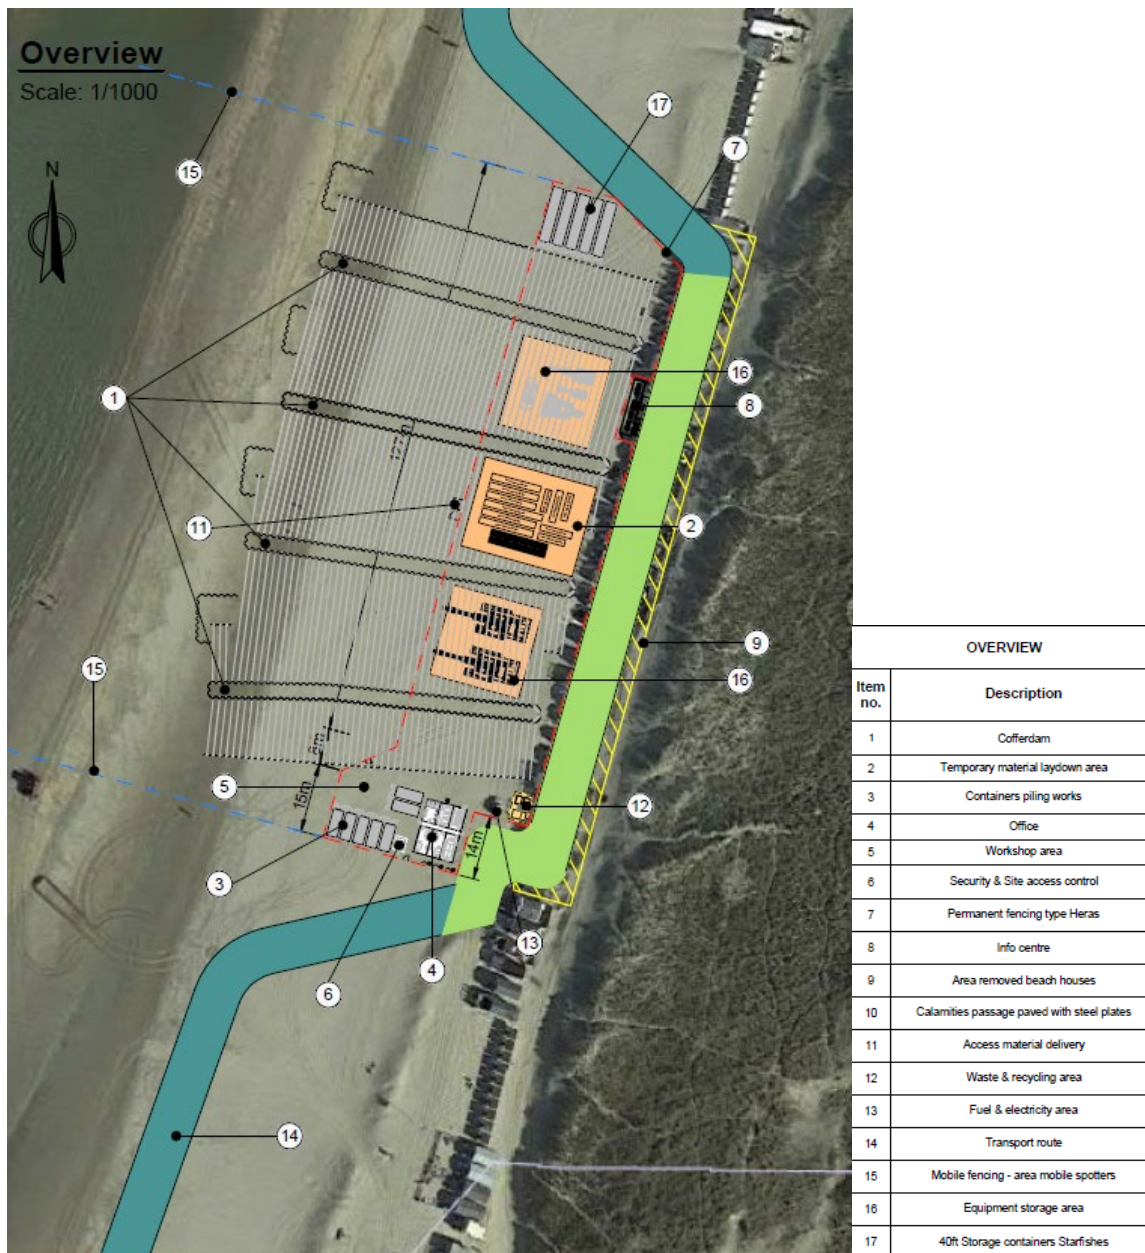 Overview
Scale: 1/1000
N
17
7
15
1
16
8
127m
11
2
9
15
16
8m
5
15m
12
14m
3
13
4
6
14
OVERVIEW
Item no. Description
1 Cofferdam
2 Temporary material laydown area
3 Containers piling works
4 Office
5 Workshop area
6 Security & Site access control
7 Permanent fencing type Heras
8 Info centre
9 Area removed beach houses
10 Calamities passage paved with steel plates
11 Access material delivery
12 Waste & recycling area
13 Fuel & electricity area
14 Transport route
15 Mobile fencing - area mobile spotters
16 Equipment storage area
17 40ft Storage containers Starfishes